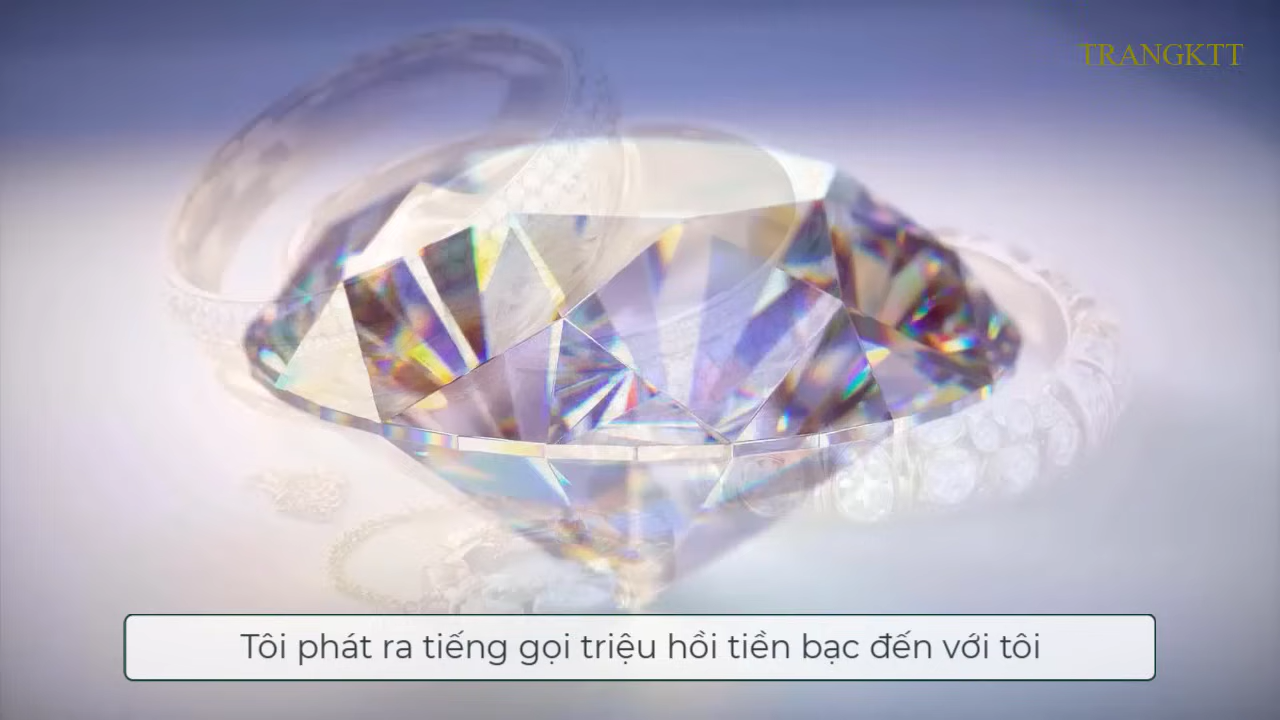 TRANGKTT
Tôi phát ra tiếng gọi triệu hồi tiền bạc đến với tôi